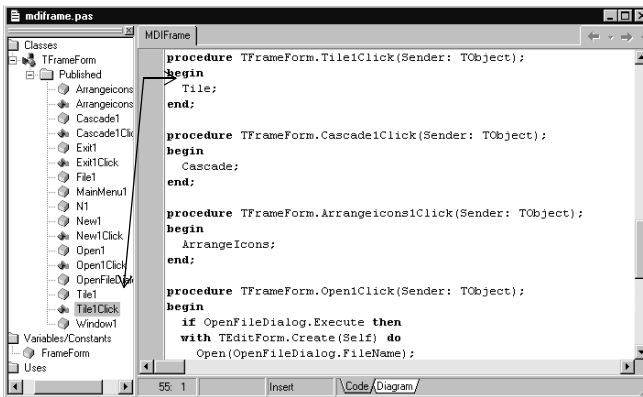 mdiframe.pas
Classes
TFrameForm
Published
Arrangeicons
Arrangeicons
Cascade1
Cascade1Clic
Exit1
Exit1Click
File1
MainMenu1
N1
New1
New1Click
Open1
Open1Click
OpenFileDial
Tile1
Tile1Click
Window1
Variables/Constants
FrameForm
Uses
MDIFrame
procedure TFrameForm.Tile1Click(Sender: TObject);
begin
Tile;
end;
procedure TFrameForm.Cascade1Click(Sender: TObject);
begin
Cascade;
end;
procedure TFrameForm.Arrangeicons1Click(Sender: TObject);
begin
ArrangeIcons;
end;
procedure TFrameForm.Open1Click(Sender: TObject);
begin
if OpenFileDialog.Execute then
with TEditForm.Create(Self) do
Open(OpenFileDialog.FileName);
55: 1 Insert Code Diagram